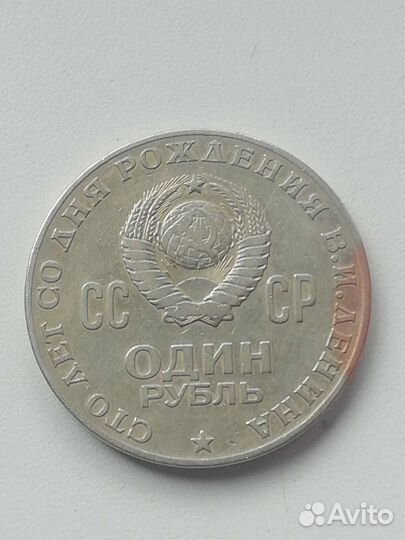 СТО ЛЕТ СО ДНЯ РОЖДЕНИЯ В.И.ЛЕНИНА
СС СР
ОДИН
РУБЛЬ
Avito